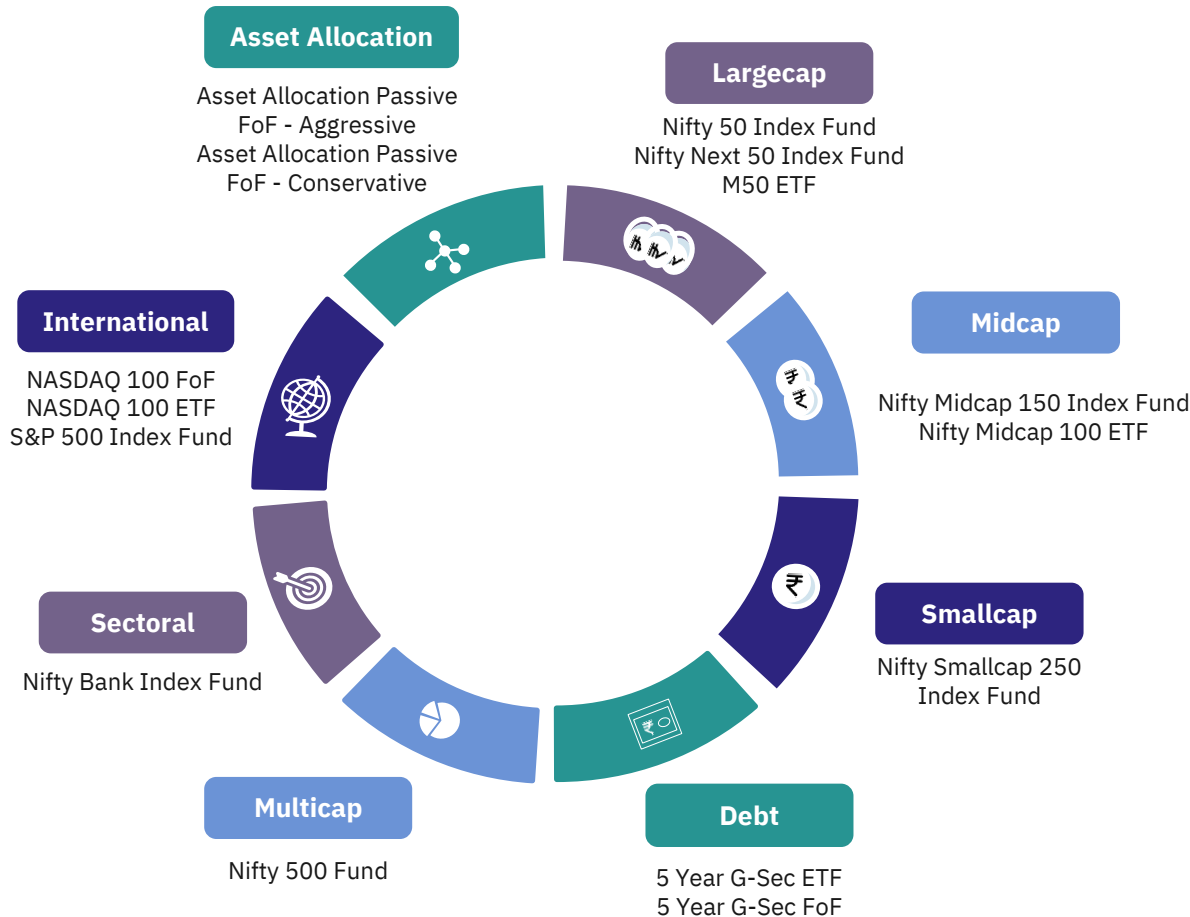 Asset Allocation
Asset Allocation Passive
FoF - Aggressive
Asset Allocation Passive
FoF - Conservative
Largecap
Nifty 50 Index Fund
Nifty Next 50 Index Fund
M50 ETF
Midcap
Nifty Midcap 150 Index Fund
Nifty Midcap 100 ETF
Smallcap
Nifty Smallcap 250
Index Fund
Debt
5 Year G-Sec ETF
5 Year G-Sec FoF
Multicap
Nifty 500 Fund
Sectoral
Nifty Bank Index Fund
International
NASDAQ 100 FoF
NASDAQ 100 ETF
S&P 500 Index Fund
₹